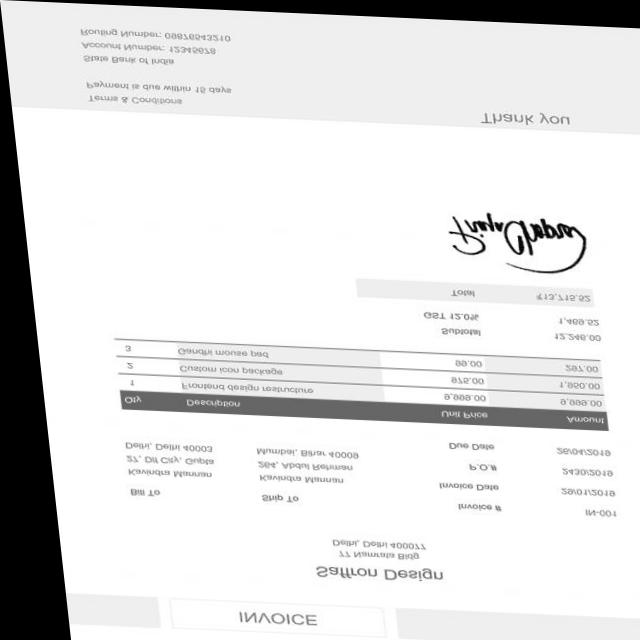 INVOICE
Saffron Design
77 Namrata Bldg
Delhi, Delhi 400077
Bill To Ship To Invoice # IN-001
Kavindra Mannan Kavindra Mannan Invoice Date 29/01/2019
27, Dlf City, Gupta 264, Abdul Rehman P.O.# 2430/2019
Delhi, Delhi 40003 Mumbai, Bihar 40009 Due Date 26/04/2019
Qty Description Unit Price Amount
1 Frontend design restructure 9,999.00 9,999.00
2 Custom icon package 975.00 1,950.00
3 Gandhi mouse pad 99.00 297.00
Subtotal 12,246.00
GST 12.0% 1,469.52
Total ₹13,715.52
Priya Chopra
Thank you
Terms & Conditions
Payment is due within 15 days
State Bank of India
Account Number: 12345678
Routing Number: 09876543210